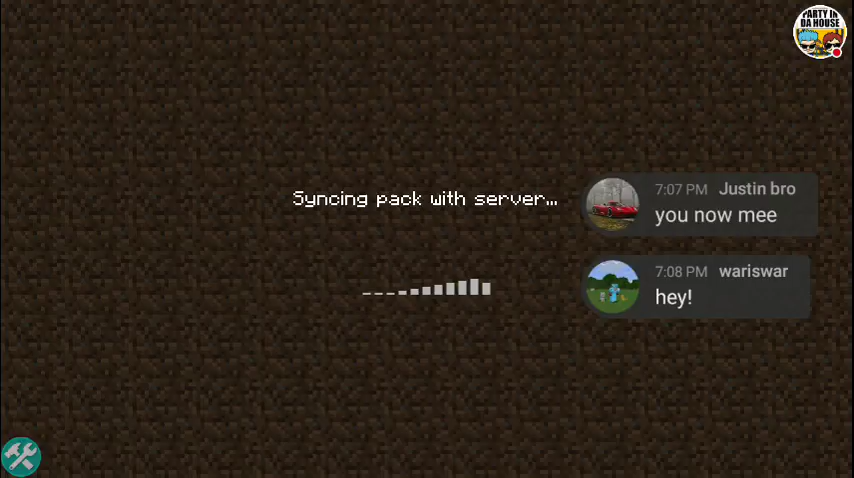 PARTY IN
DA HOUSE
Syncing pack with server...
7:07 PM Justin bro
you now mee
7:08 PM wariswar
hey!